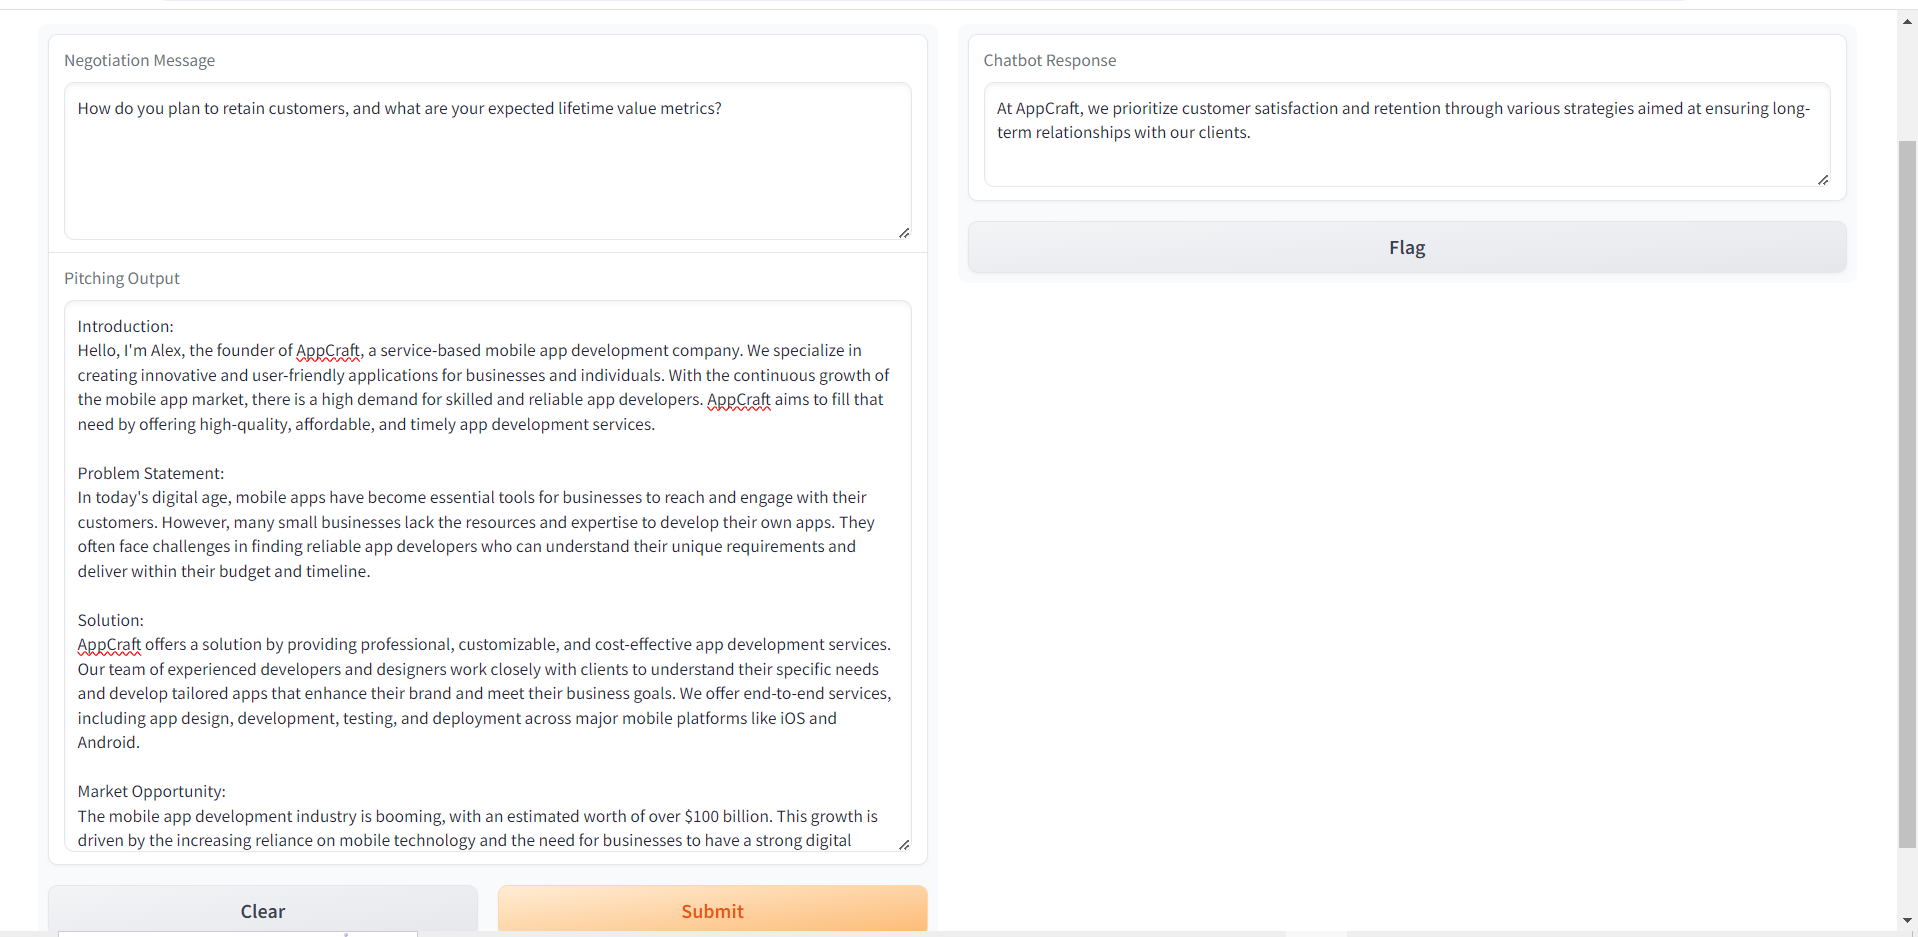 Negotiation Message
How do you plan to retain customers, and what are your expected lifetime value metrics?
Pitching Output
Introduction:
Hello, I'm Alex, the founder of AppCraft, a service-based mobile app development company. We specialize in
creating innovative and user-friendly applications for businesses and individuals. With the continuous growth of
the mobile app market, there is a high demand for skilled and reliable app developers. AppCraft aims to fill that
need by offering high-quality, affordable, and timely app development services.
Problem Statement:
In today's digital age, mobile apps have become essential tools for businesses to reach and engage with their
customers. However, many small businesses lack the resources and expertise to develop their own apps. They
often face challenges in finding reliable app developers who can understand their unique requirements and
deliver within their budget and timeline.
Solution:
AppCraft offers a solution by providing professional, customizable, and cost-effective app development services.
Our team of experienced developers and designers work closely with clients to understand their specific needs
and develop tailored apps that enhance their brand and meet their business goals. We offer end-to-end services,
including app design, development, testing, and deployment across major mobile platforms like iOS and
Android.
Market Opportunity:
The mobile app development industry is booming, with an estimated worth of over $100 billion. This growth is
driven by the increasing reliance on mobile technology and the need for businesses to have a strong digital
Clear
Submit
Chatbot Response
At AppCraft, we prioritize customer satisfaction and retention through various strategies aimed at ensuring long-
term relationships with our clients.
Flag